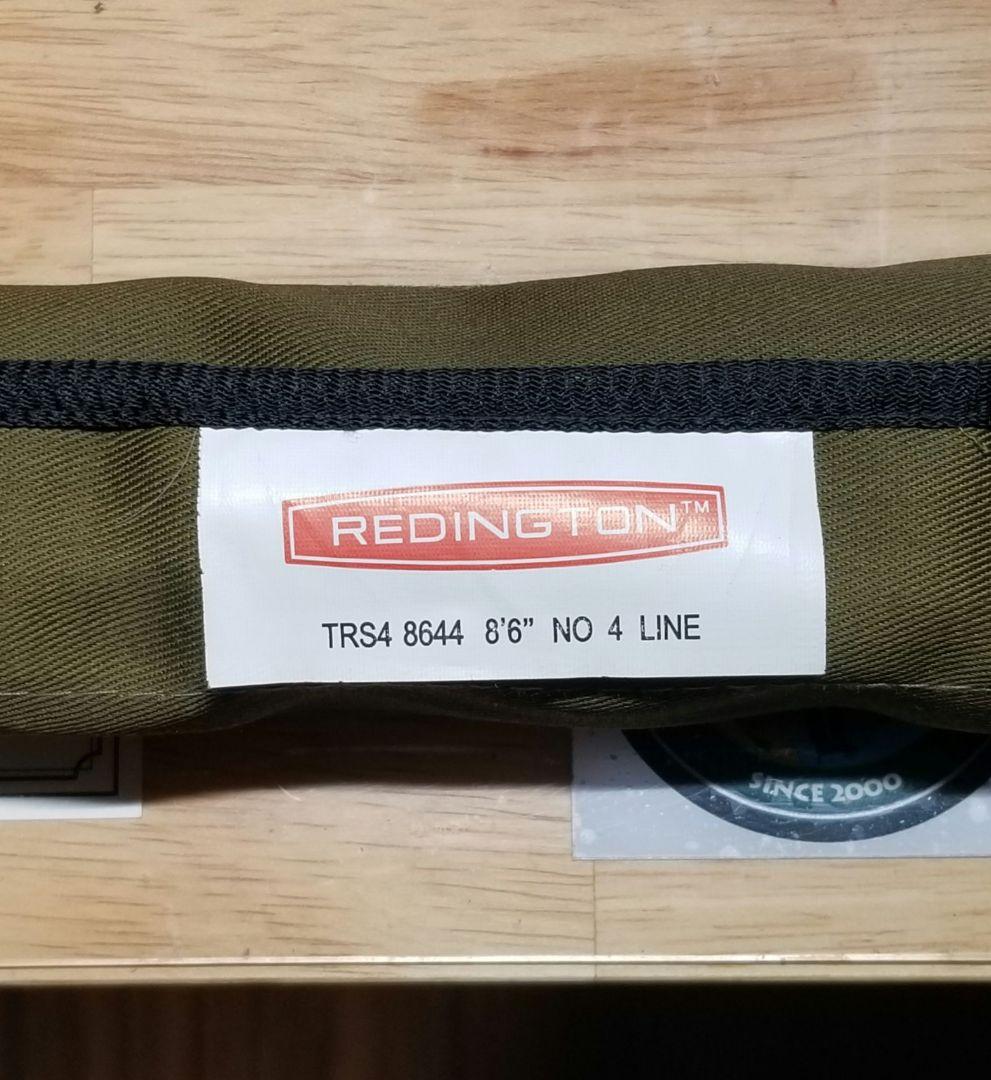 REDINGTON™
TRS4 8644 8'6" NO 4 LINE
SINCE 2000